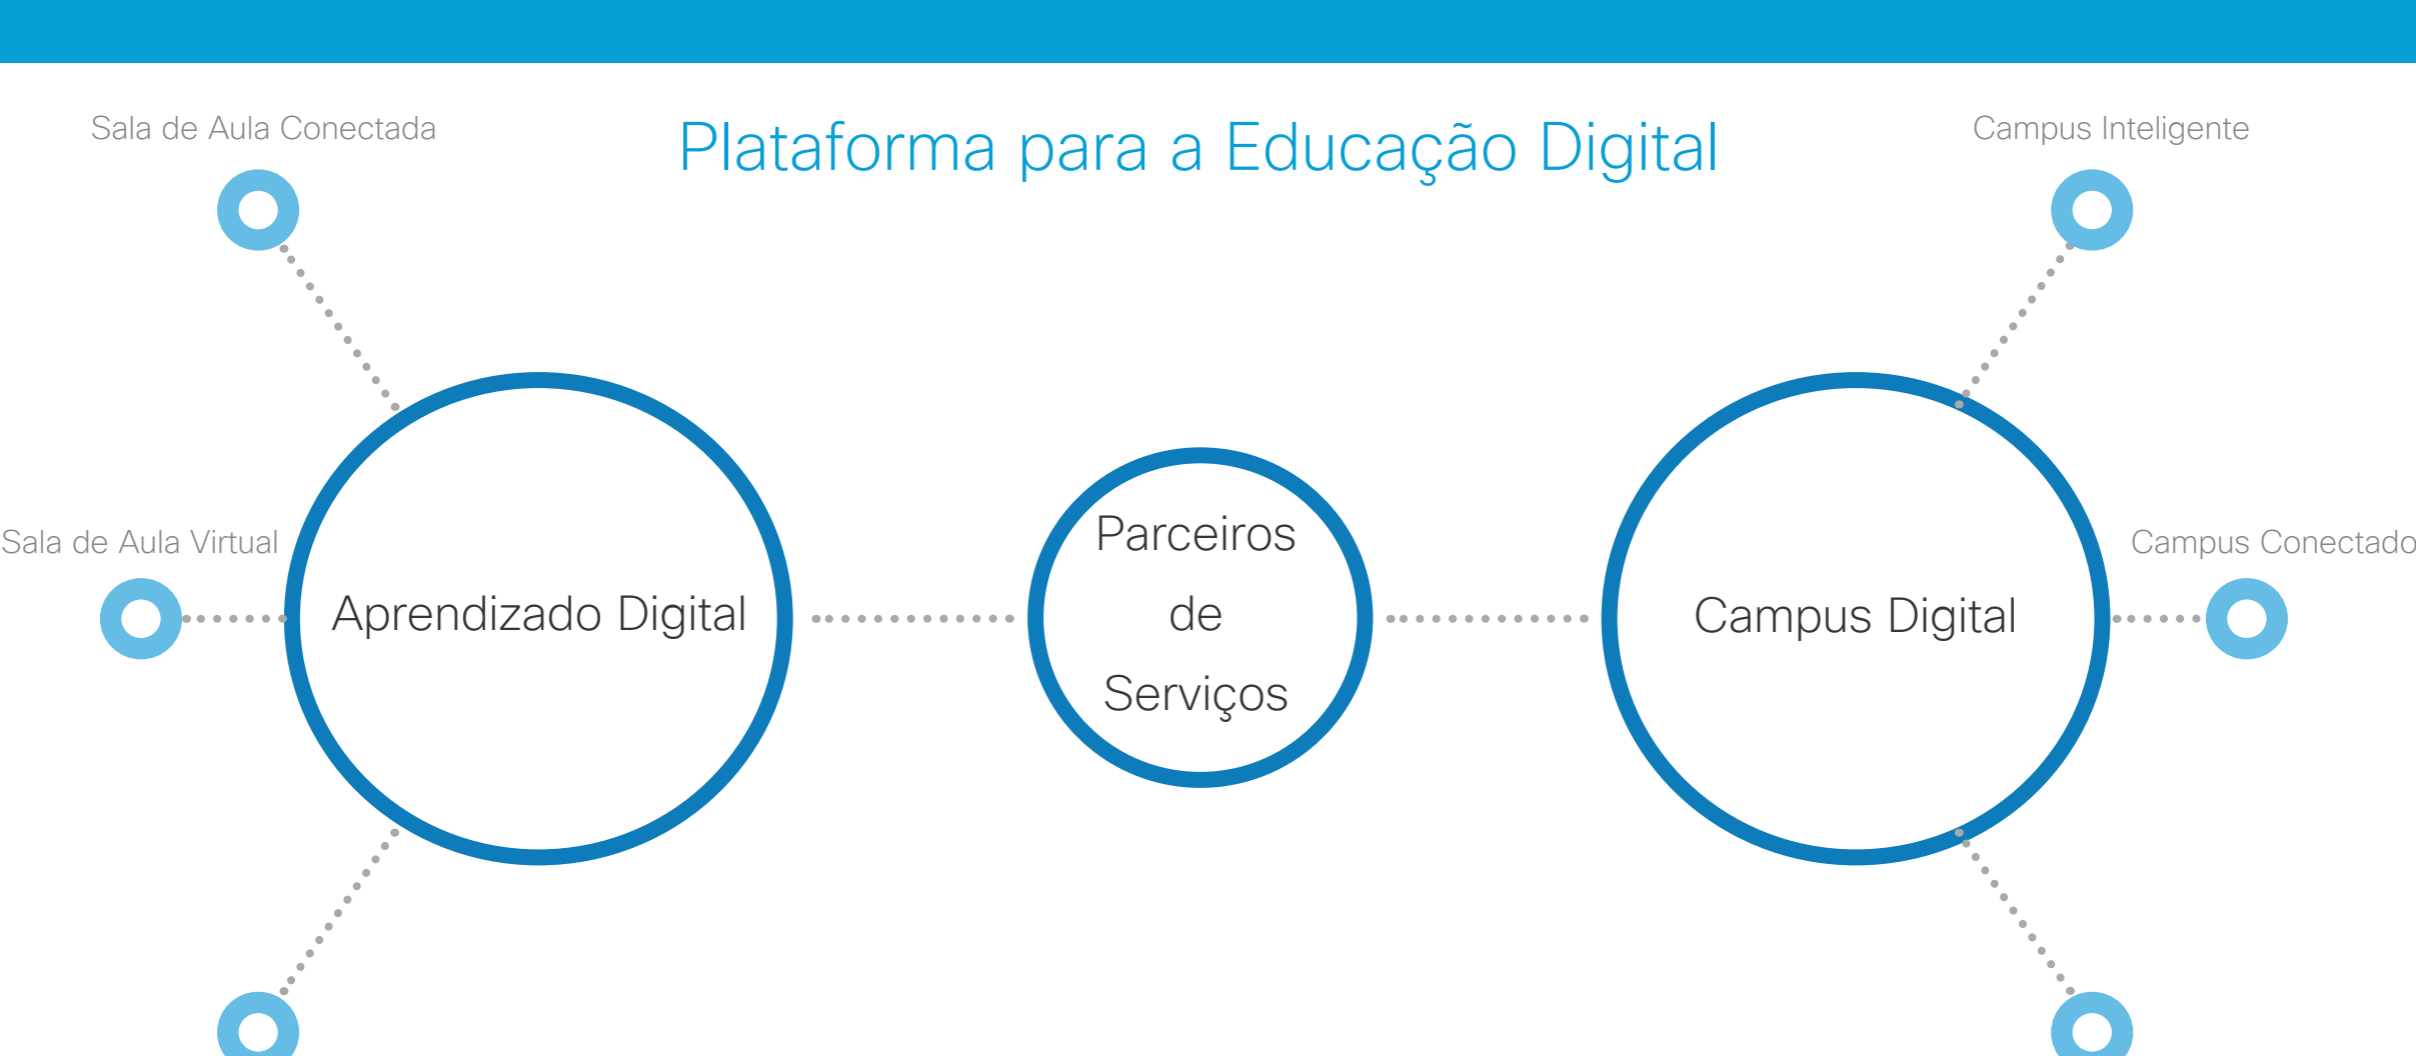 Plataforma para a Educação Digital
Sala de Aula Conectada
Campus Inteligente
Sala de Aula Virtual
Campus Conectado
Aprendizado Digital
Parceiros
de
Serviços
Campus Digital